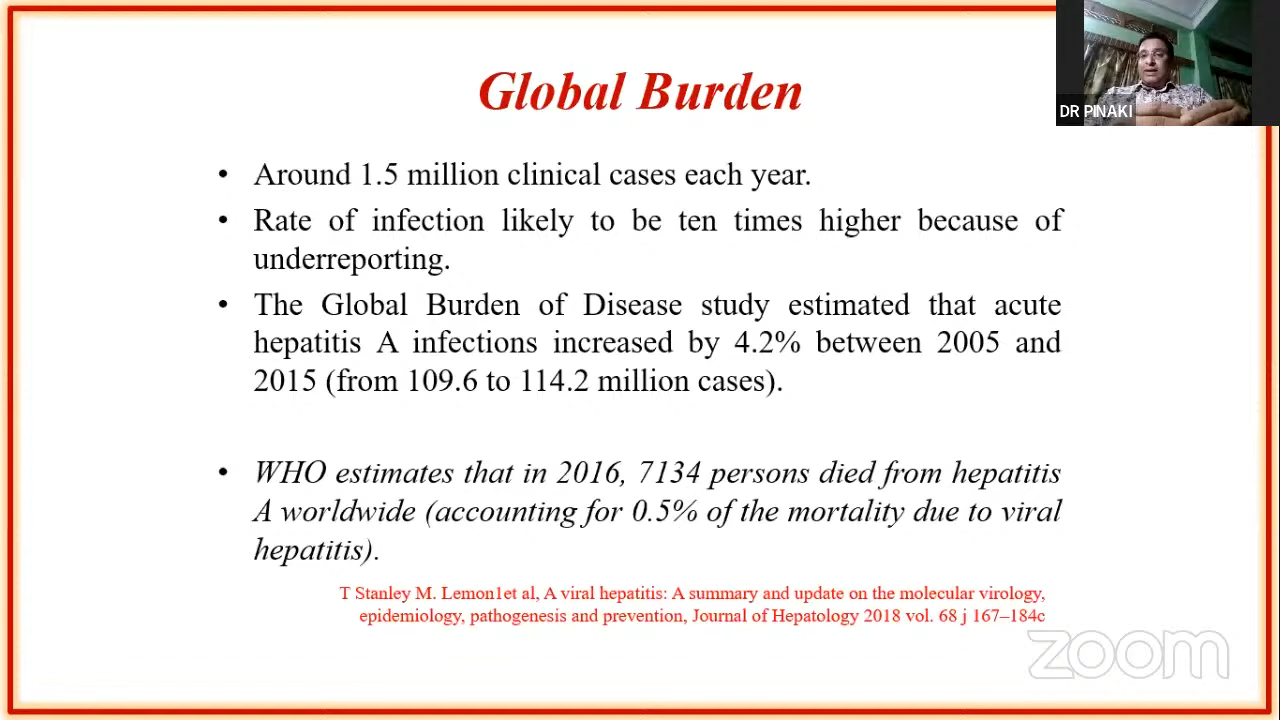 Global Burden
DR PINAKI
• Around 1.5 million clinical cases each year.
• Rate of infection likely to be ten times higher because of
underreporting.
• The Global Burden of Disease study estimated that acute
hepatitis A infections increased by 4.2% between 2005 and
2015 (from 109.6 to 114.2 million cases).
• WHO estimates that in 2016, 7134 persons died from hepatitis
A worldwide (accounting for 0.5% of the mortality due to viral
hepatitis).
T Stanley M. Lemon1et al, A viral hepatitis: A summary and update on the molecular virology,
epidemiology, pathogenesis and prevention, Journal of Hepatology 2018 vol. 68 j 167–184c
zoom